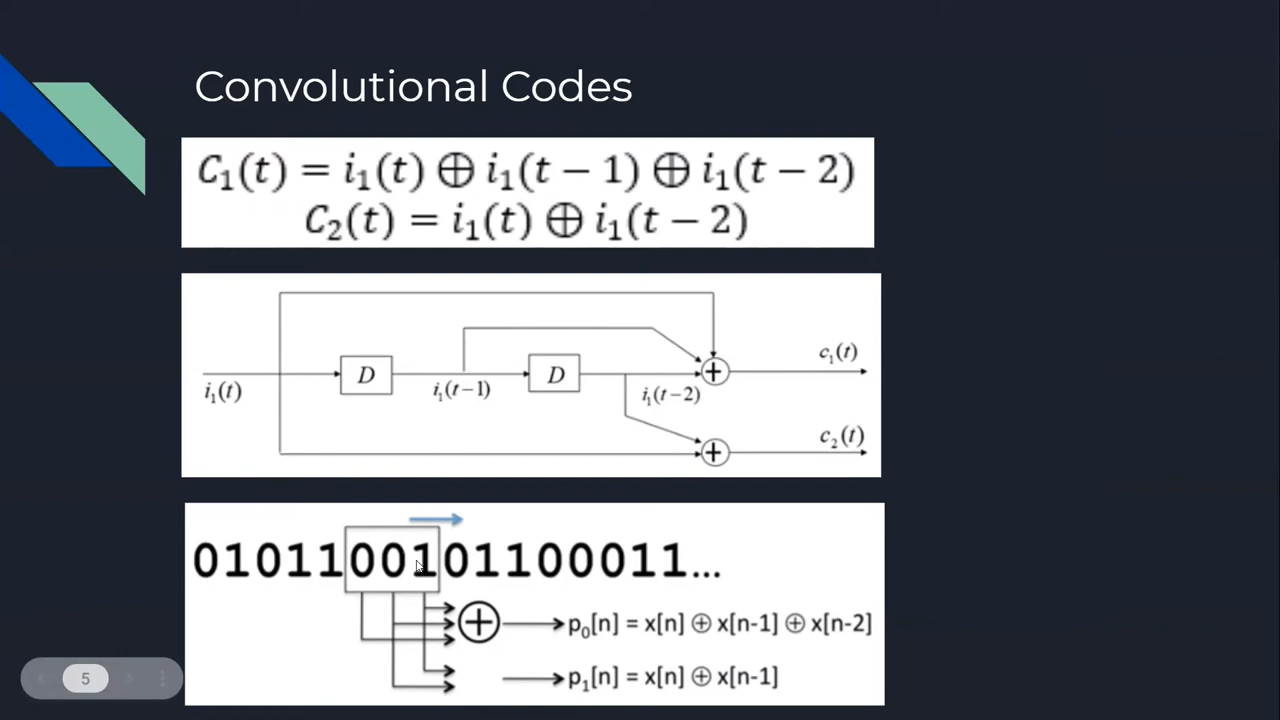 Convolutional Codes
C₁(t) = i₁(t) ⊕ i₁(t − 1) ⊕ i₁(t − 2)
C₂(t) = i₁(t) ⊕ i₁(t − 2)
i₁(t)
D
i₁(t−1)
D
i₁(t−2)
+
c₁(t)
+
c₂(t)
0101100101100011...
+
p₀[n] = x[n] ⊕ x[n-1] ⊕ x[n-2]
p₁[n] = x[n] ⊕ x[n-1]
5